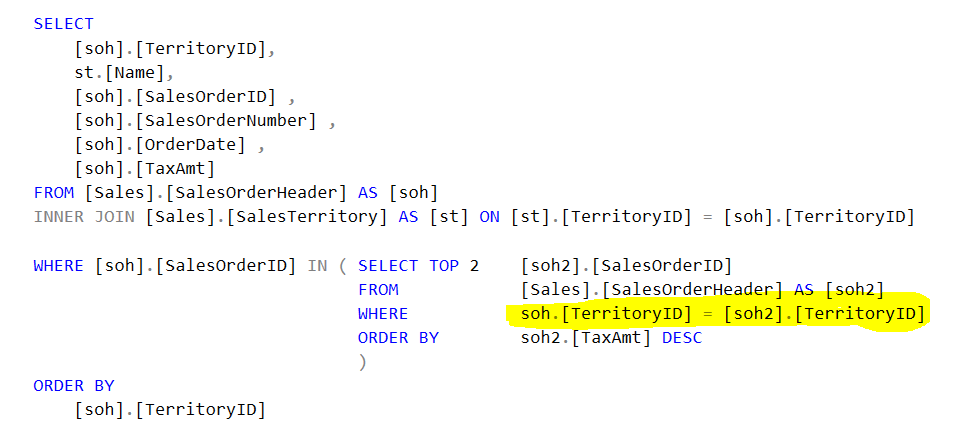 SELECT
[soh].[TerritoryID],
st.[Name],
[soh].[SalesOrderID] ,
[soh].[SalesOrderNumber] ,
[soh].[OrderDate] ,
[soh].[TaxAmt]
FROM [Sales].[SalesOrderHeader] AS [soh]
INNER JOIN [Sales].[SalesTerritory] AS [st] ON [st].[TerritoryID] = [soh].[TerritoryID]
WHERE [soh].[SalesOrderID] IN ( SELECT TOP 2 [soh2].[SalesOrderID]
FROM [Sales].[SalesOrderHeader] AS [soh2]
WHERE soh.[TerritoryID] = [soh2].[TerritoryID]
ORDER BY soh2.[TaxAmt] DESC
)
ORDER BY
[soh].[TerritoryID]